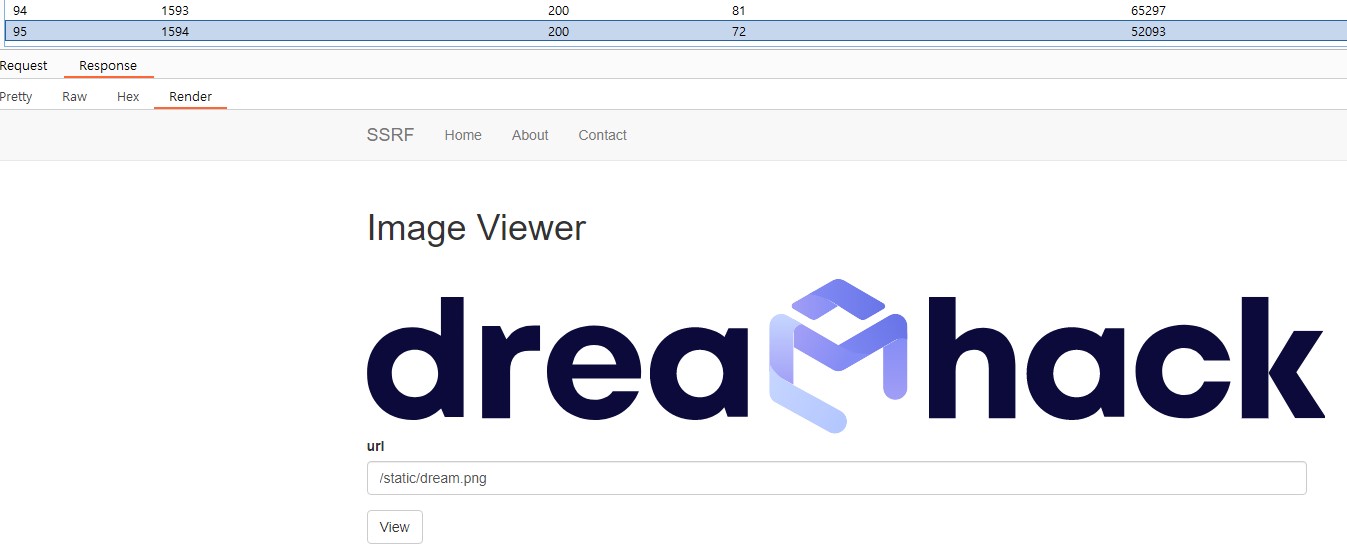 94 1593 200 81 65297
95 1594 200 72 52093
Request Response
Pretty Raw Hex Render
SSRF Home About Contact
Image Viewer
dreamhack
url
/static/dream.png
View